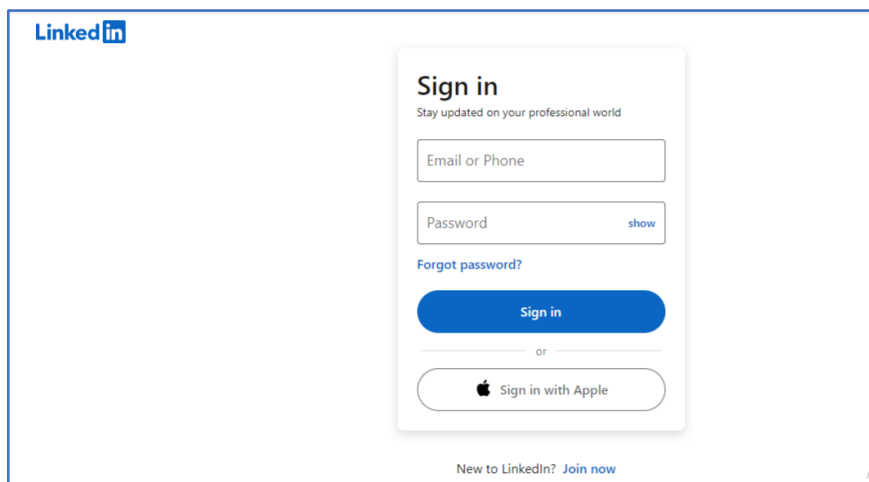 Linked in
Sign in
Stay updated on your professional world
Email or Phone
Password show
Forgot password?
Sign in
or
Sign in with Apple
New to LinkedIn? Join now